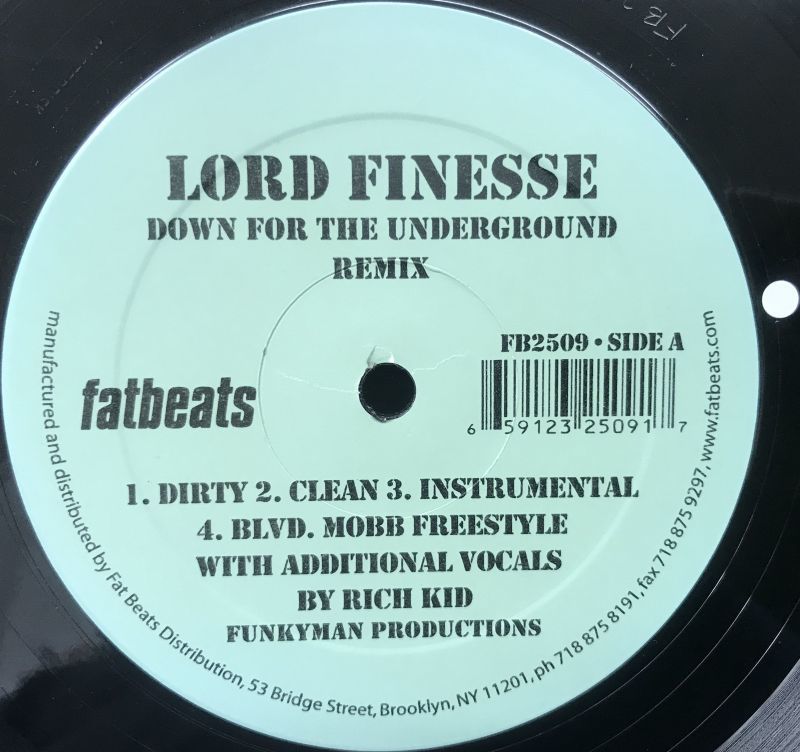 LORD FINESSE
DOWN FOR THE UNDERGROUND
REMIX
FB2509 • SIDE A
fatbeats
6 59123 25091 7
1. DIRTY 2. CLEAN 3. INSTRUMENTAL
4. BLVD. MOBB FREESTYLE
WITH ADDITIONAL VOCALS
BY RICH KID
FUNKYMAN PRODUCTIONS
manufactured and distributed by Fat Beats Distribution, 53 Bridge Street, Brooklyn, NY 11201, ph 718 875 8191, fax 718 875 9297, www.fatbeats.com